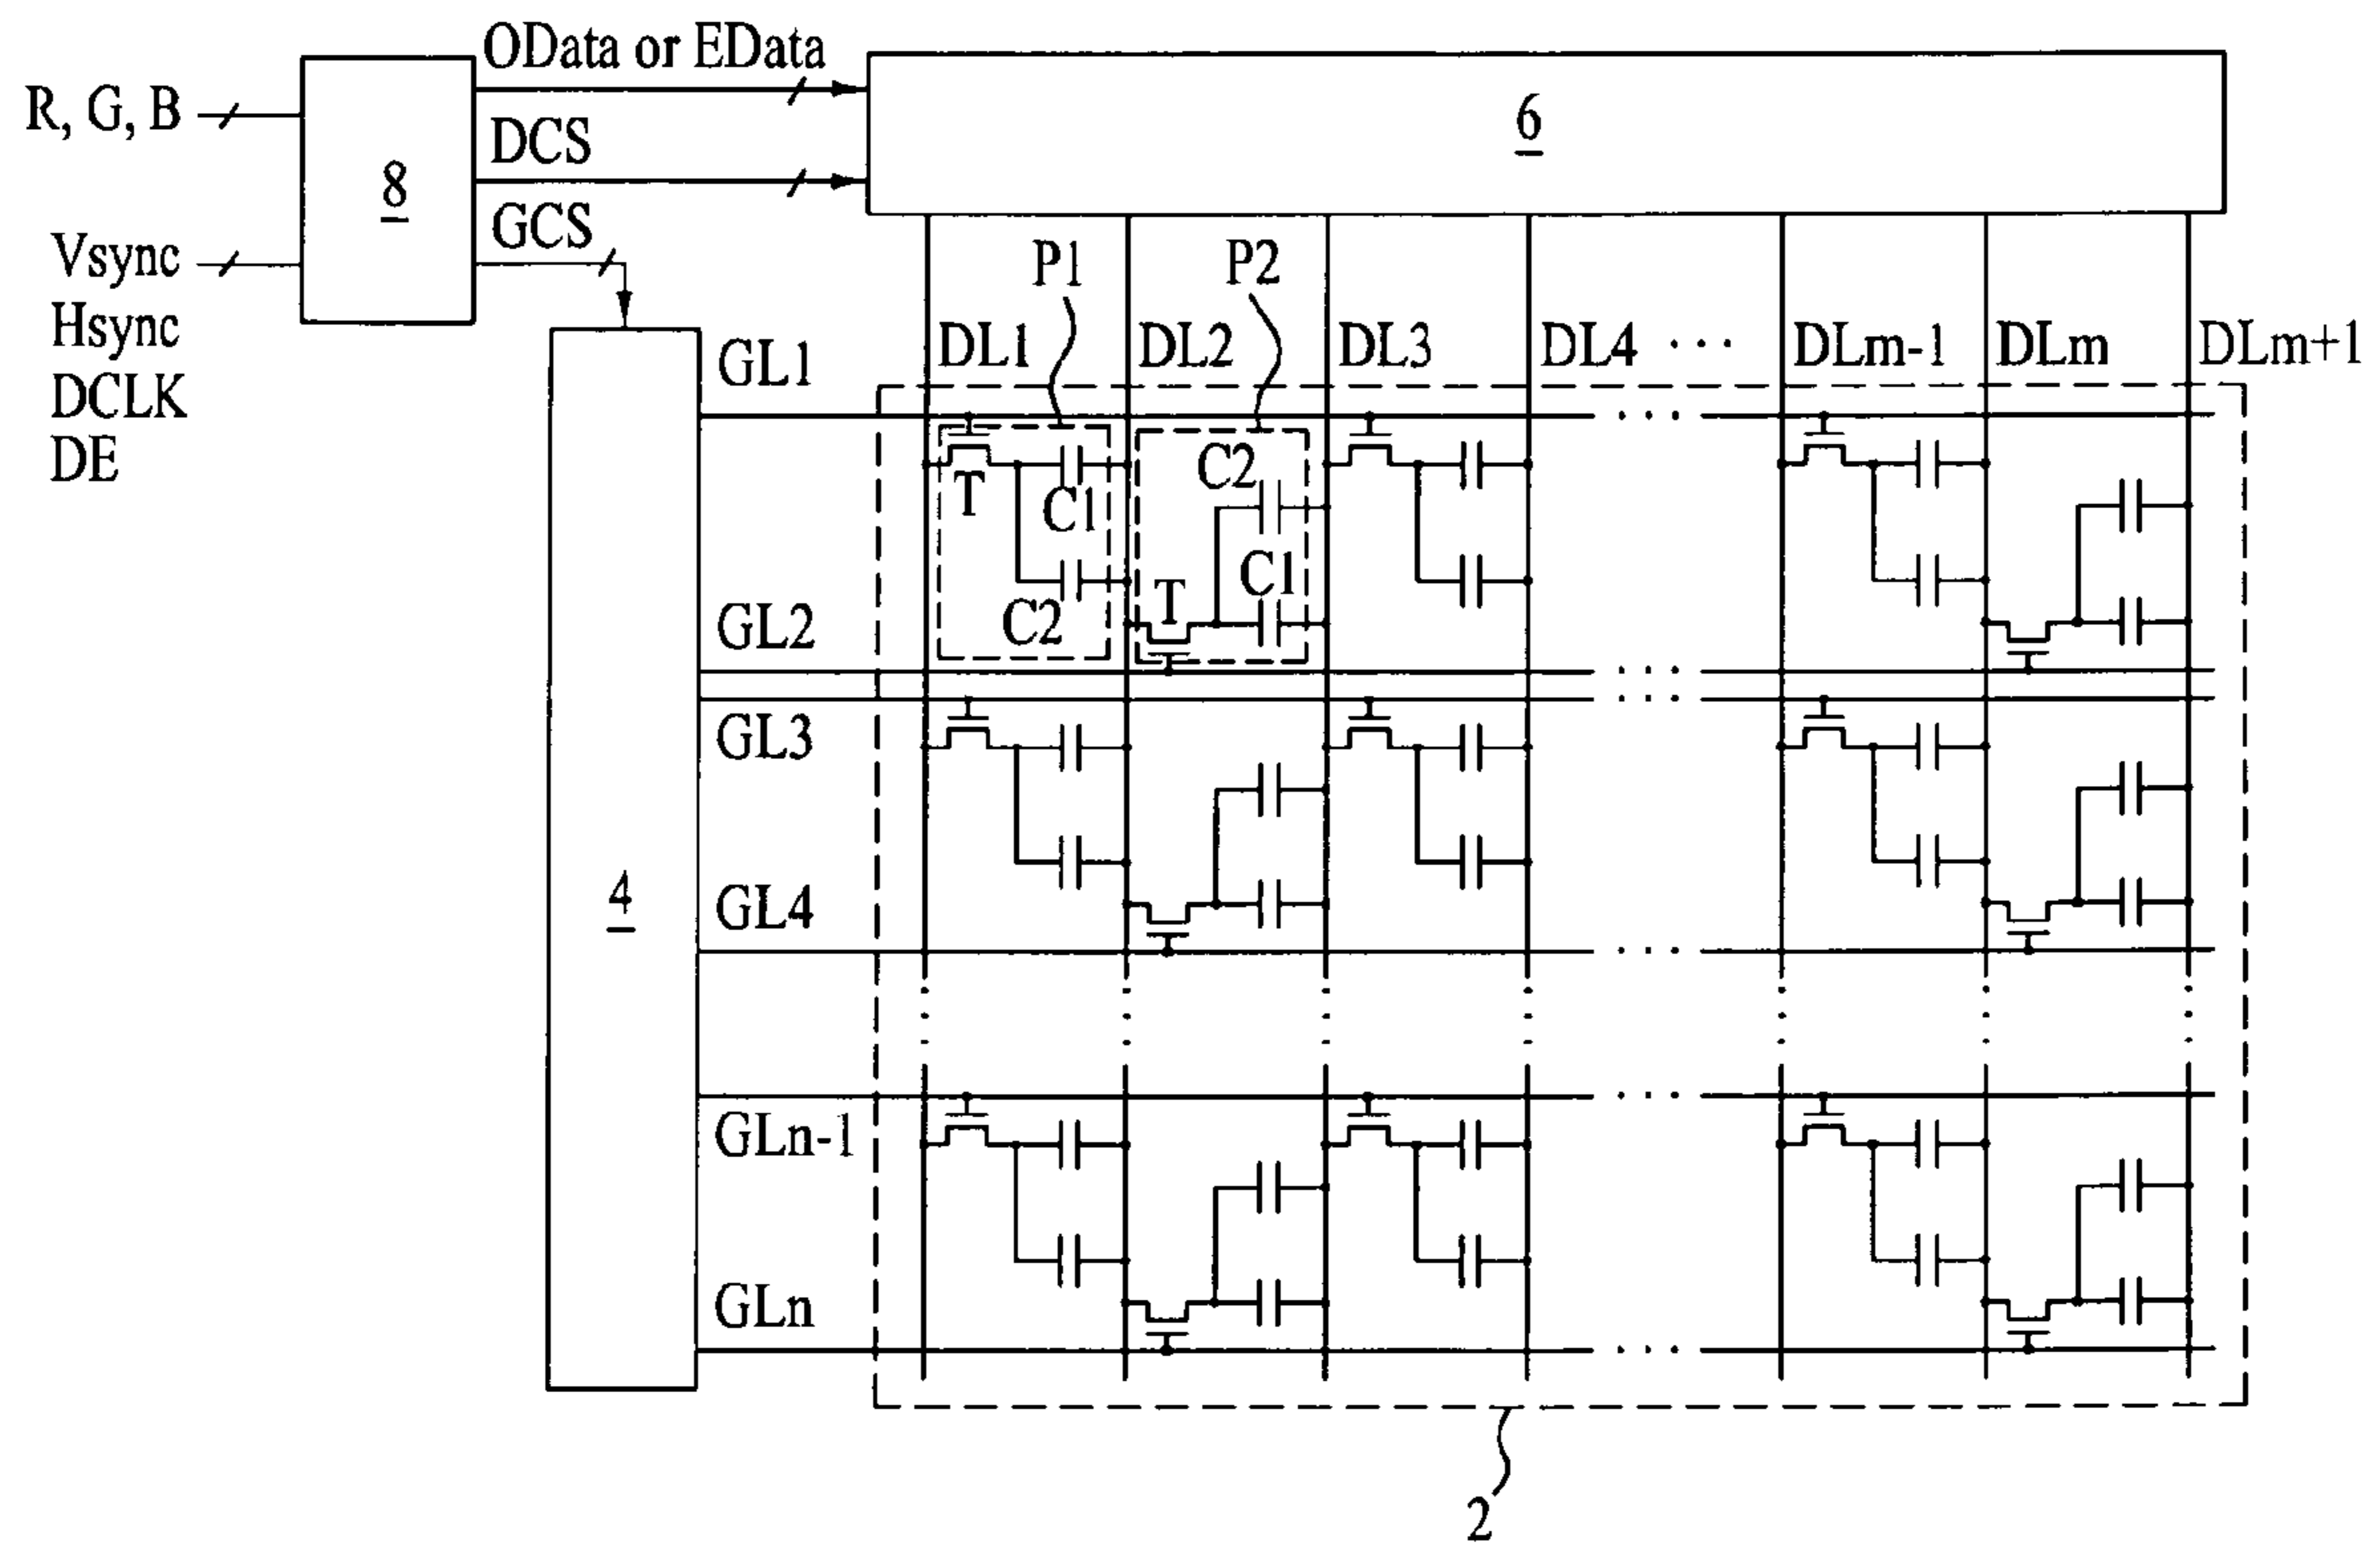 OData or EData
R, G, B
6
DCS
8
GCS
Vsync
P1
P2
Hsync
GL1
DL1
DL2
DL3
DL4
· · ·
DLm-1
DLm
DLm+1
DCLK
DE
· · · ·
C2
T
C1
C1
T
C2
GL2
· · · ·
· · · ·
GL3
4
GL4
· · · ·
· · · ·
GLn-1
GLn
· · · ·
2